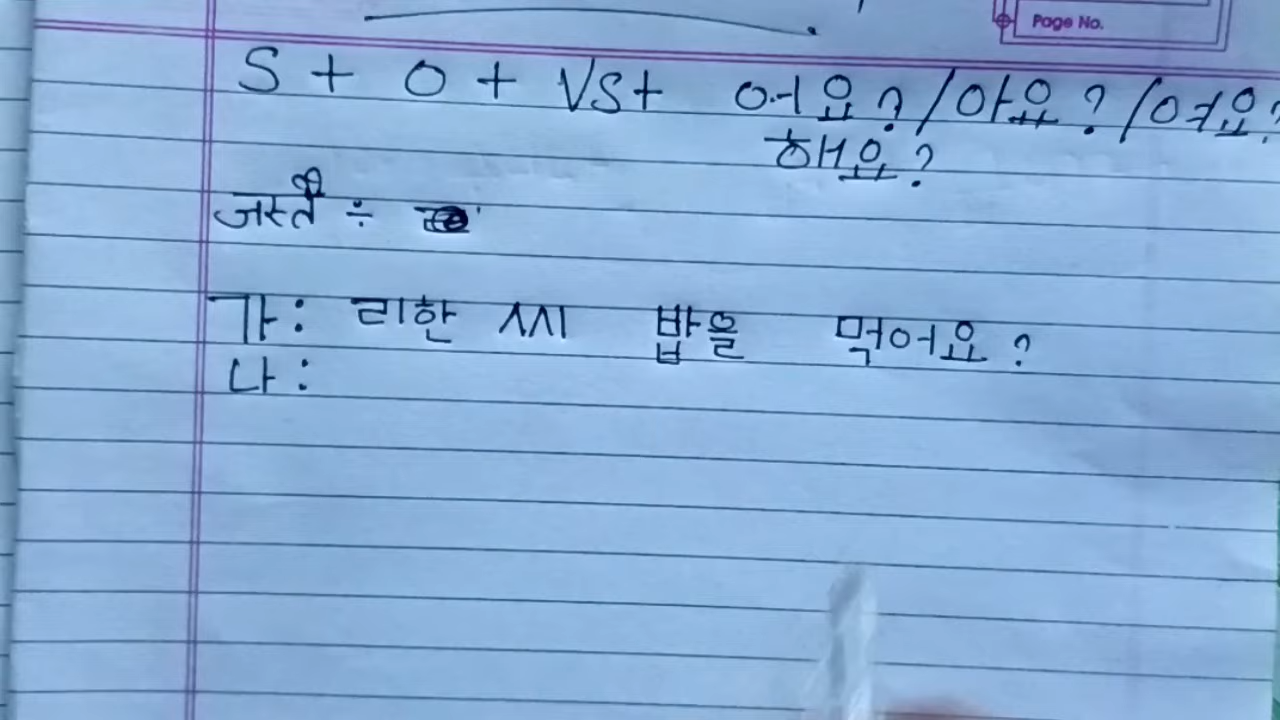 Page No.
S + O + VS + 어요? / 아요? / 여요?
해요?
जस्तै ÷
가: 리한 씨 밥을 먹어요?
나: